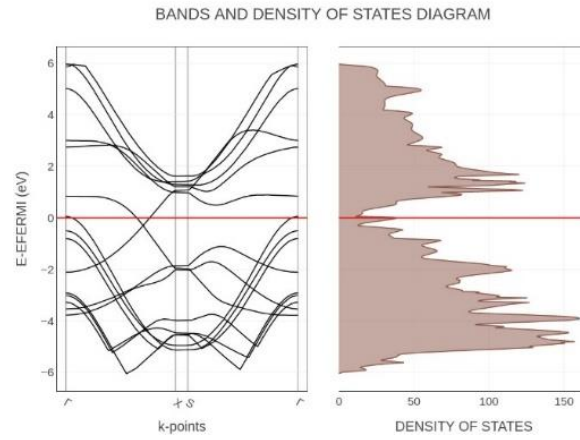 BANDS AND DENSITY OF STATES DIAGRAM
E-EFERMI (eV)
6
4
2
0
−2
−4
−6
Γ
X
S
Γ
k-points
0
50
100
150
DENSITY OF STATES